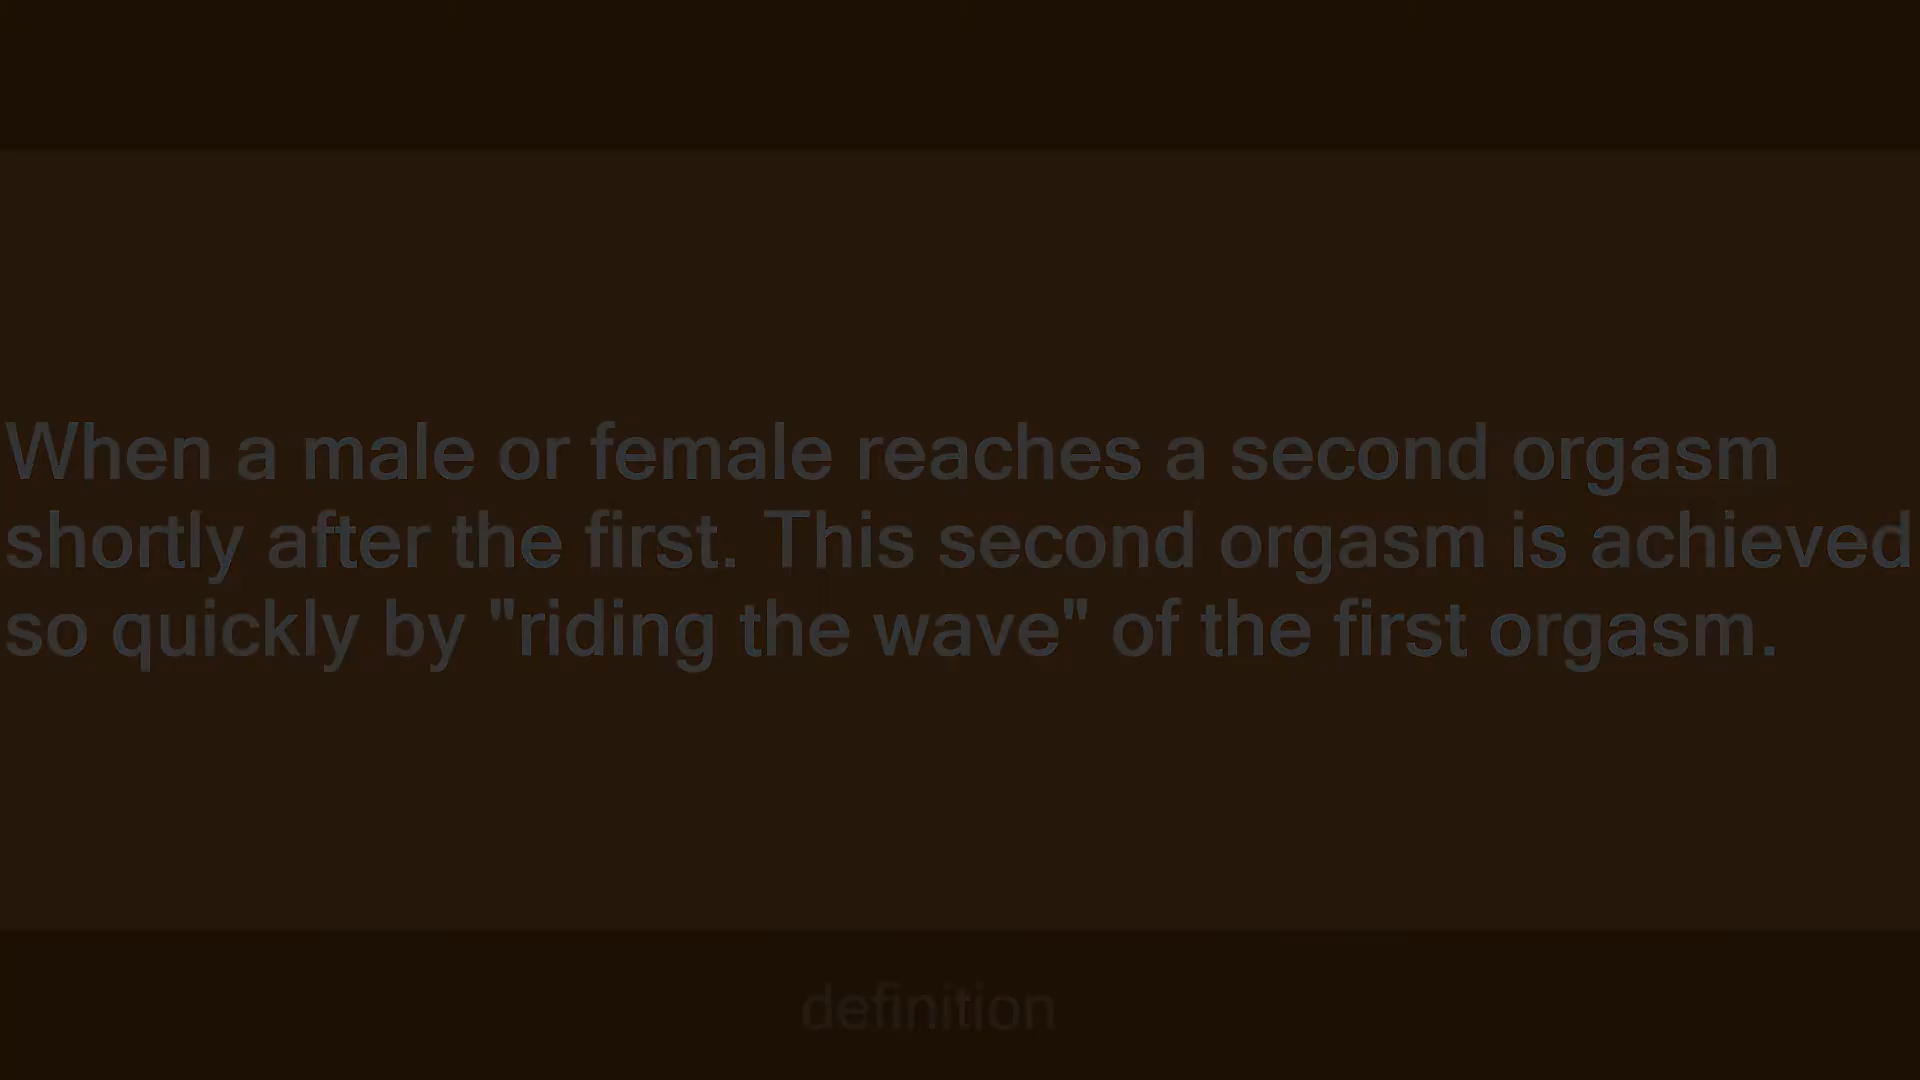 When a male or female reaches a second orgasm
shortly after the first. This second orgasm is achieved
so quickly by "riding the wave" of the first orgasm.
definition